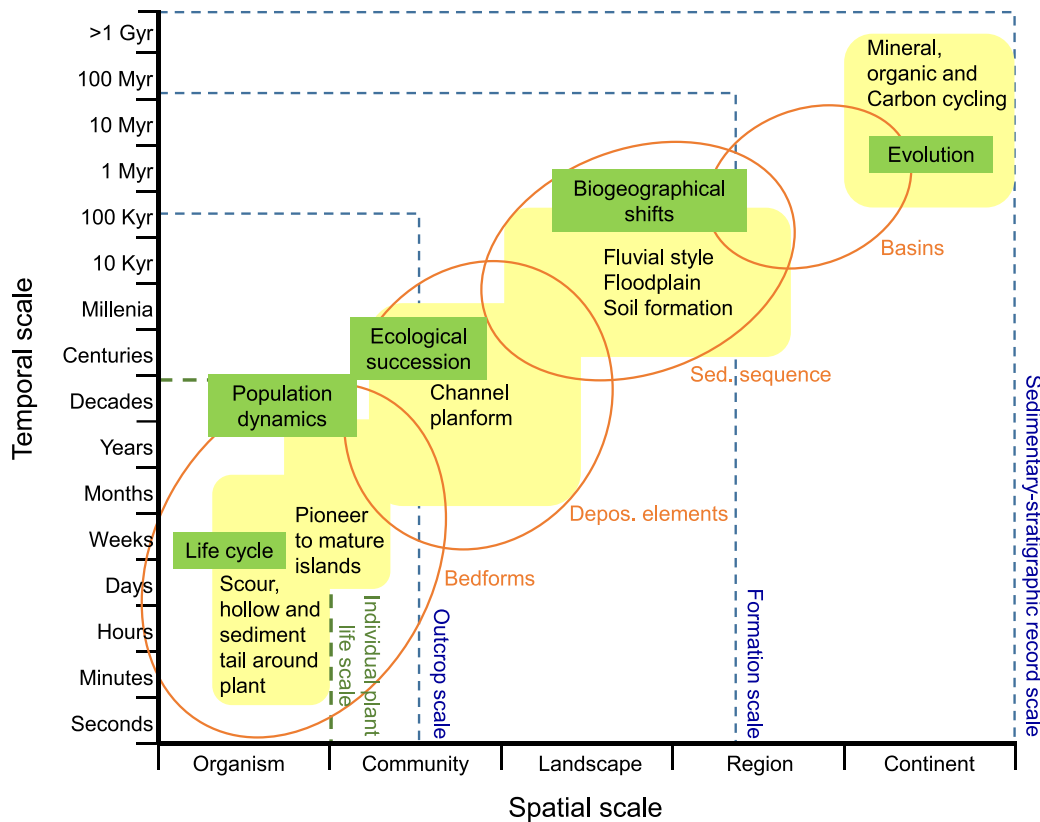 >1 Gyr
100 Myr
10 Myr
1 Myr
100 Kyr
10 Kyr
Millenia
Centuries
Decades
Years
Months
Weeks
Days
Hours
Minutes
Seconds
Temporal scale
Mineral,
organic and
Carbon cycling
Evolution
Biogeographical
shifts
Basins
Fluvial style
Floodplain
Soil formation
Ecological
succession
Sed. sequence
Population
dynamics
Channel
planform
Depos. elements
Pioneer
to mature
islands
Life cycle
Bedforms
Scour,
hollow and
sediment
tail around
plant
Individual plant
life scale
Outcrop scale
Formation scale
Sedimentary-stratigraphic record scale
Organism
Community
Landscape
Region
Continent
Spatial scale